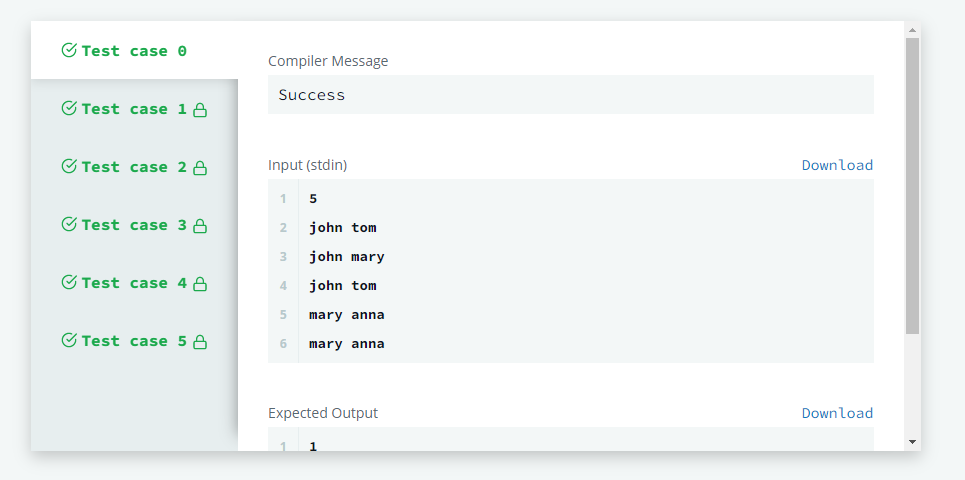 Test case 0
Test case 1
Test case 2
Test case 3
Test case 4
Test case 5
Compiler Message
Success
Input (stdin) Download
1 5
2 john tom
3 john mary
4 john tom
5 mary anna
6 mary anna
Expected Output Download
1 1